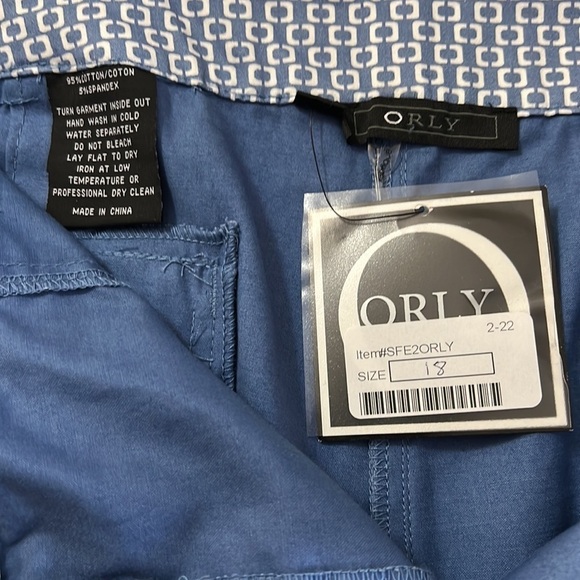 95%COTTON/COTON
5%SPANDEX
TURN GARMENT INSIDE OUT
HAND WASH IN COLD
WATER SEPARATELY
DO NOT BLEACH
LAY FLAT TO DRY
IRON AT LOW
TEMPERATURE OR
PROFESSIONAL DRY CLEAN
MADE IN CHINA
ORLY
ORLY
2-22
Item#SFE2ORLY
SIZE 18